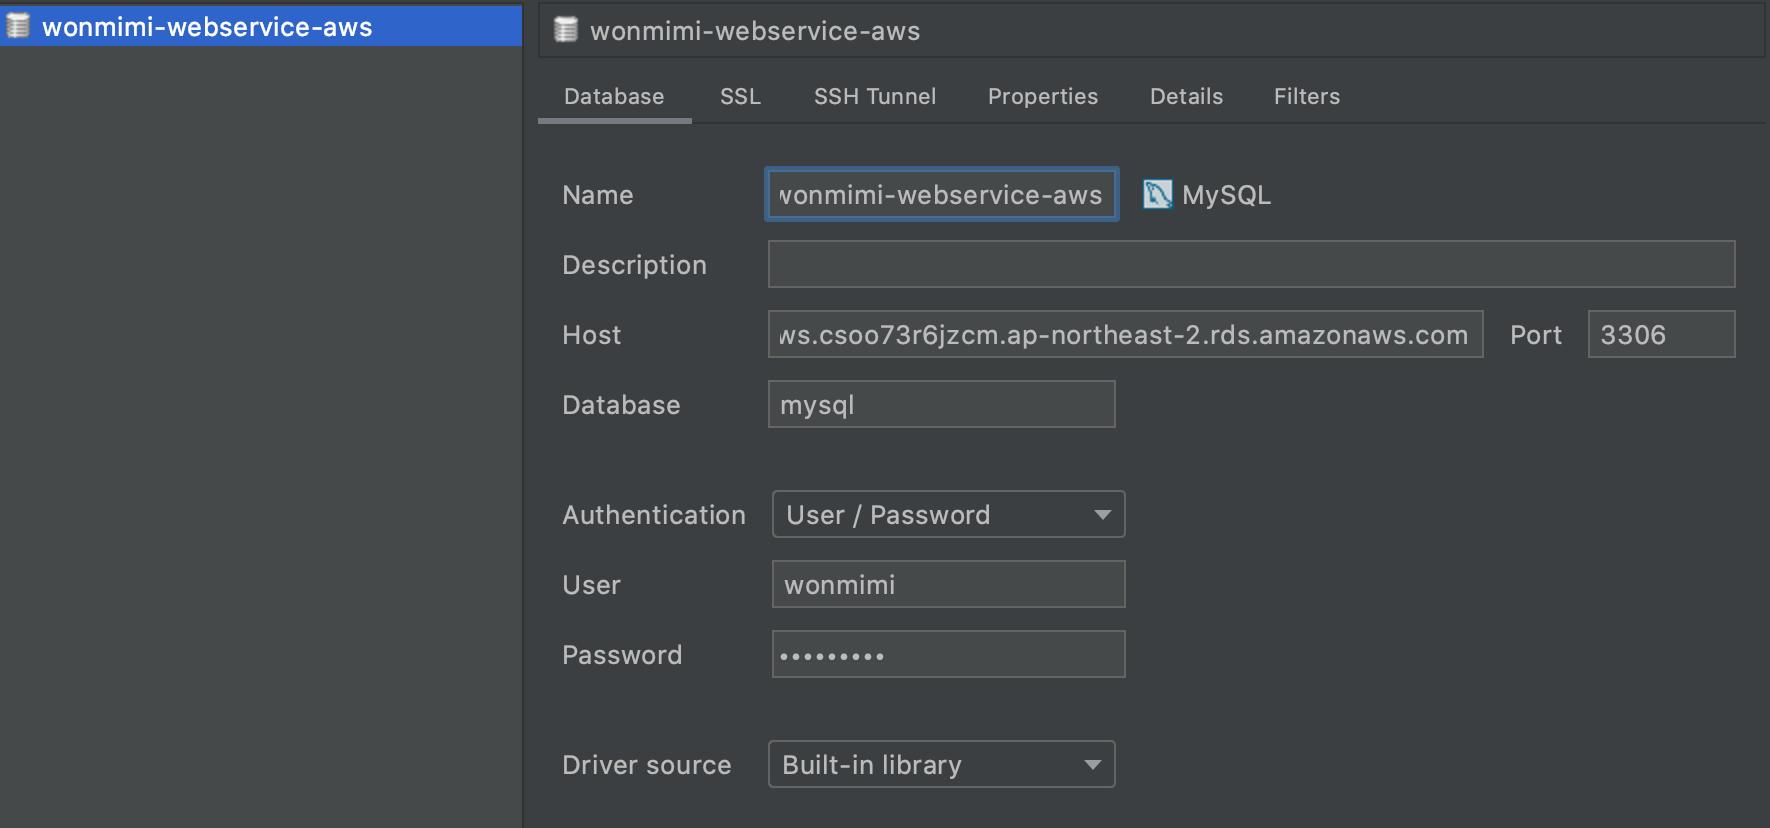 wonmimi-webservice-aws
wonmimi-webservice-aws
Database SSL SSH Tunnel Properties Details Filters
Name wonmimi-webservice-aws MySQL
Description
Host ws.csoo73r6jzcm.ap-northeast-2.rds.amazonaws.com Port 3306
Database mysql
Authentication User / Password
User wonmimi
Password •••••••••
Driver source Built-in library